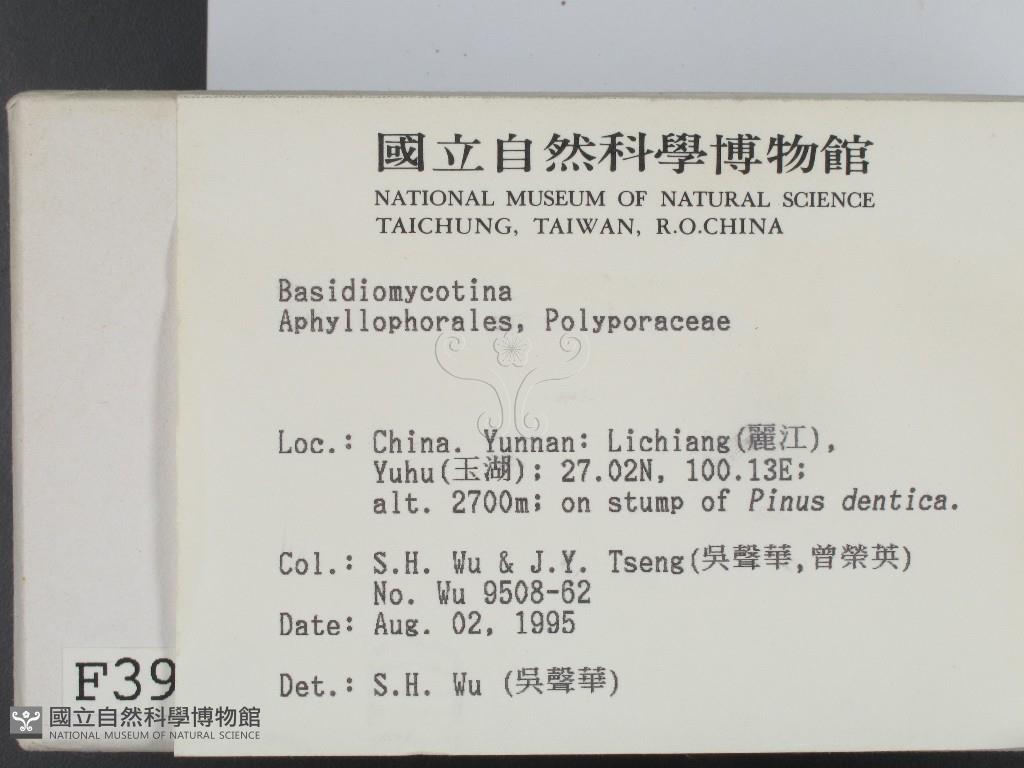 國立自然科學博物館
NATIONAL MUSEUM OF NATURAL SCIENCE
TAICHUNG, TAIWAN, R.O.CHINA
Basidiomycotina
Aphyllophorales, Polyporaceae
Loc.: China. Yunnan: Lichiang(麗江),
Yuhu(玉湖); 27.02N, 100.13E;
alt. 2700m; on stump of Pinus dentica.
Col.: S.H. Wu & J.Y. Tseng(吳聲華,曾榮英)
No. Wu 9508-62
Date: Aug. 02, 1995
Det.: S.H. Wu (吳聲華)
F39
國立自然科學博物館
NATIONAL MUSEUM OF NATURAL SCIENCE